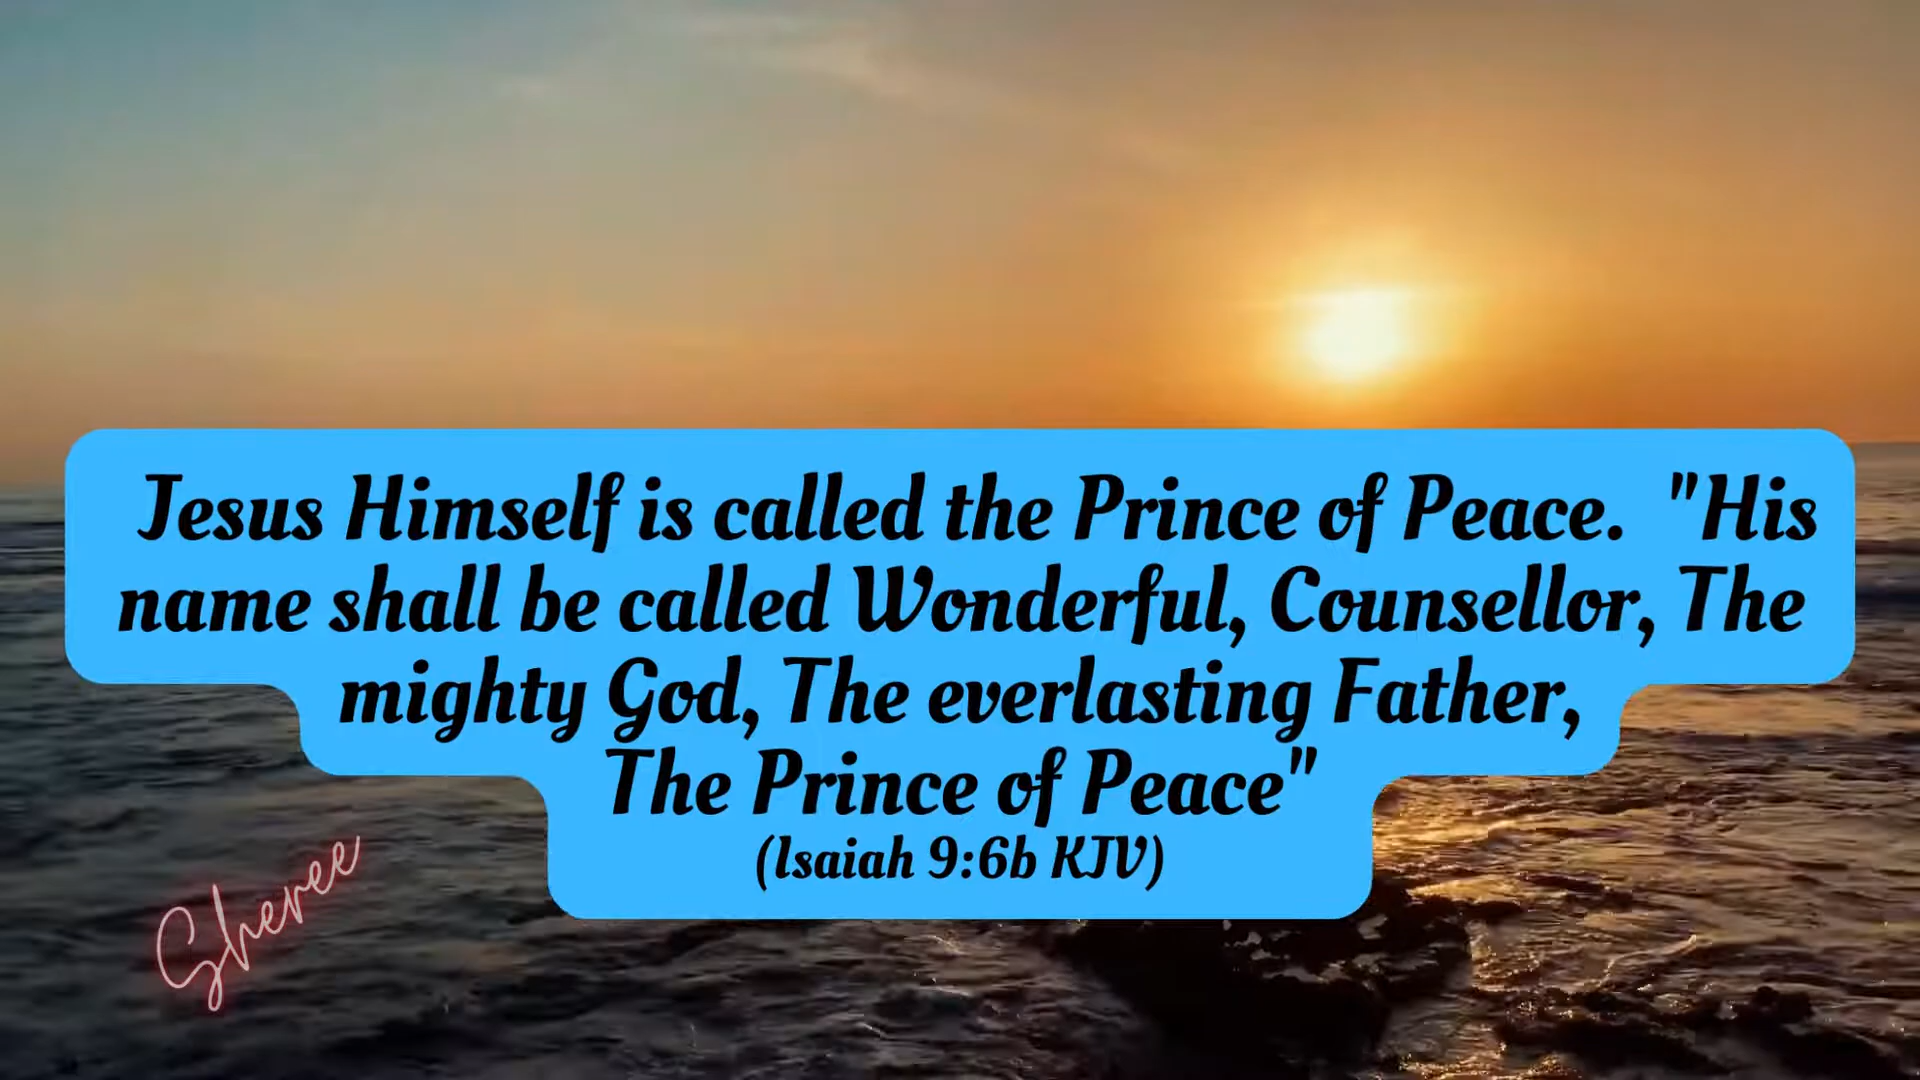 Jesus Himself is called the Prince of Peace. "His
name shall be called Wonderful, Counsellor, The
mighty God, The everlasting Father,
The Prince of Peace"
(Isaiah 9:6b KJV)
Sheree